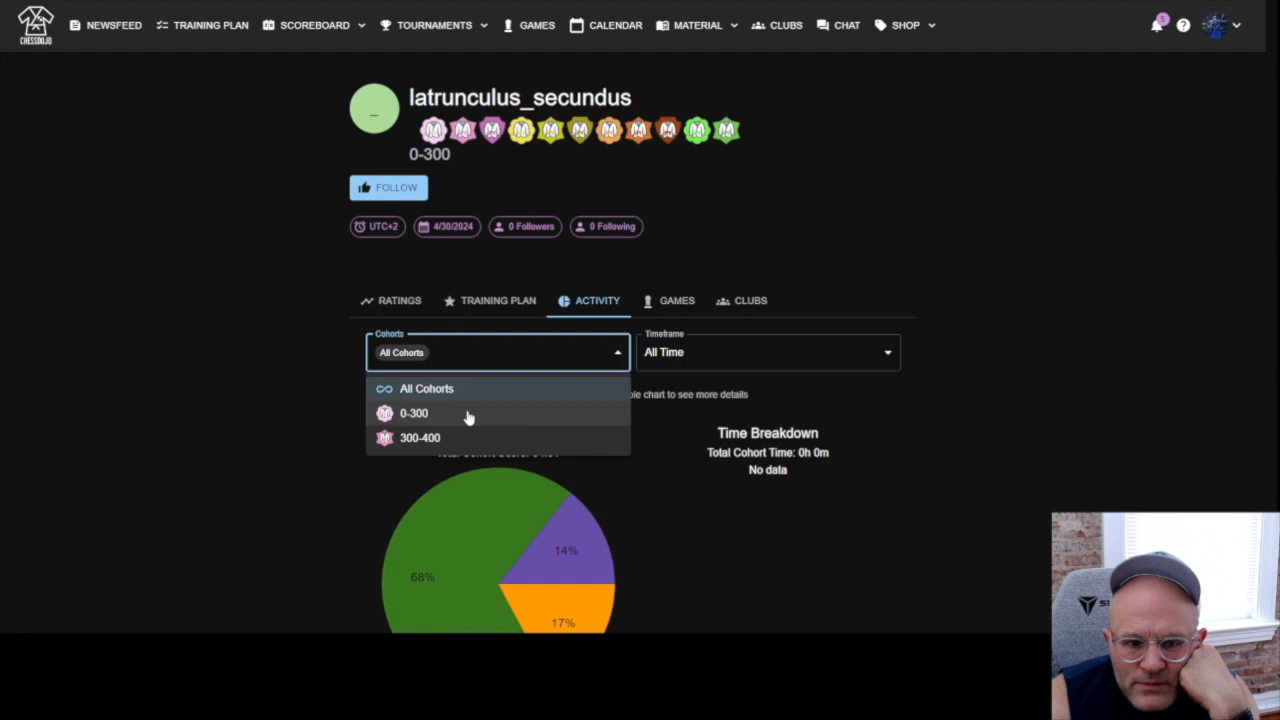 CHESSDOJO
NEWSFEED
TRAINING PLAN
SCOREBOARD
TOURNAMENTS
GAMES
CALENDAR
MATERIAL
CLUBS
CHAT
SHOP
3
latrunculus_secundus
0-300
FOLLOW
UTC+2
4/30/2024
0 Followers
0 Following
RATINGS
TRAINING PLAN
ACTIVITY
GAMES
CLUBS
Cohorts
All Cohorts
Timeframe
All Time
All Cohorts
0-300
300-400
chart to see more details
Time Breakdown
Total Cohort Time: 0h 0m
No data
14%
68%
17%